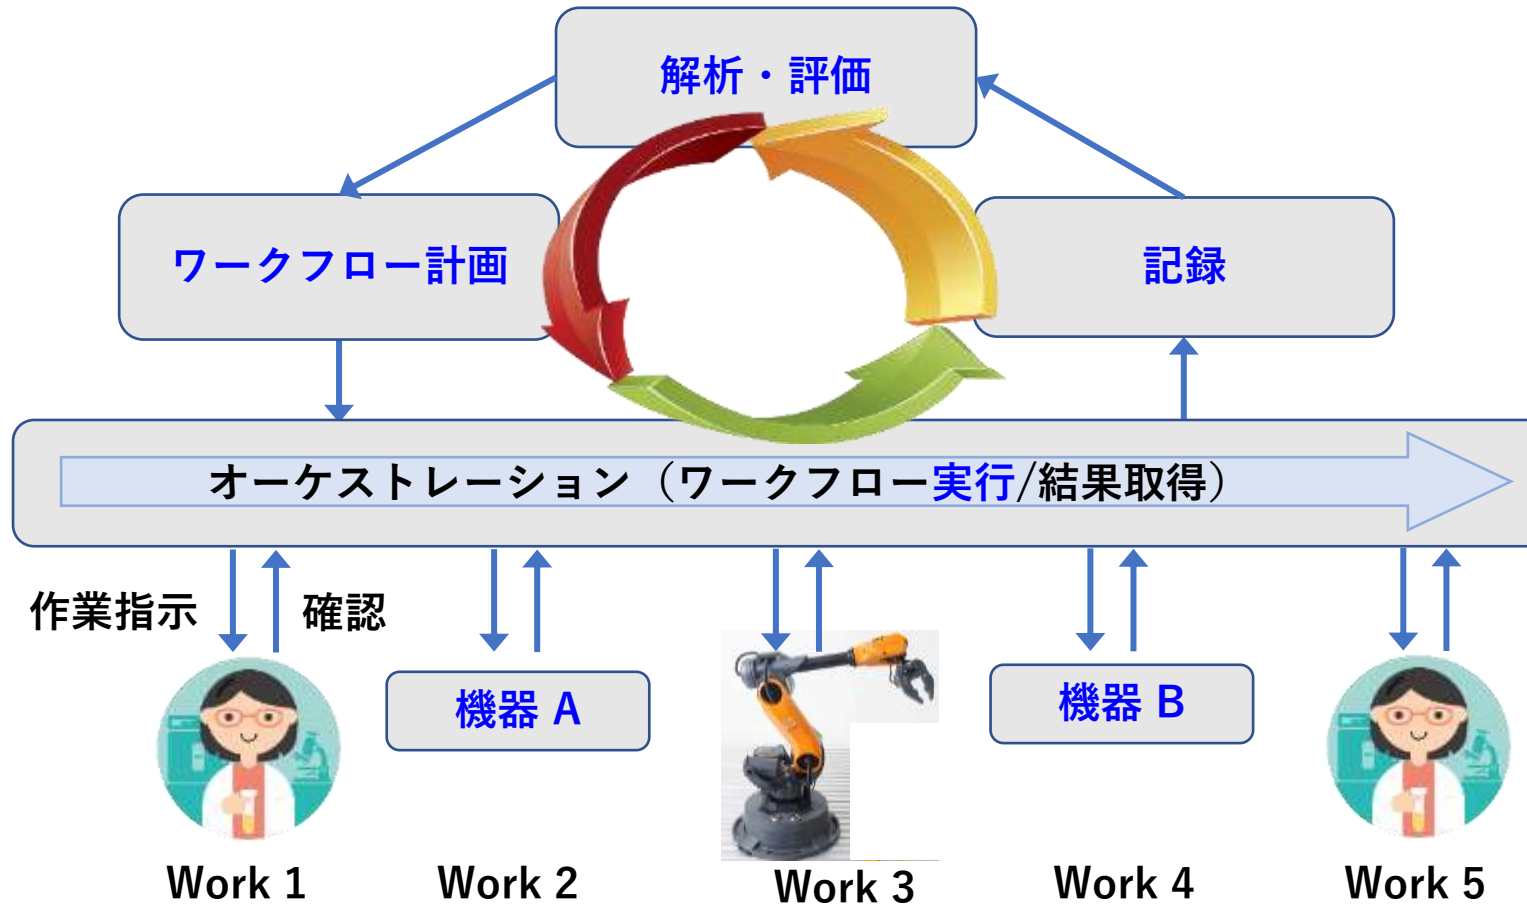 解析・評価
ワークフロー計画
記録
オーケストレーション（ワークフロー実行/結果取得）
作業指示
確認
機器 A
機器 B
Work 1
Work 2
Work 3
Work 4
Work 5